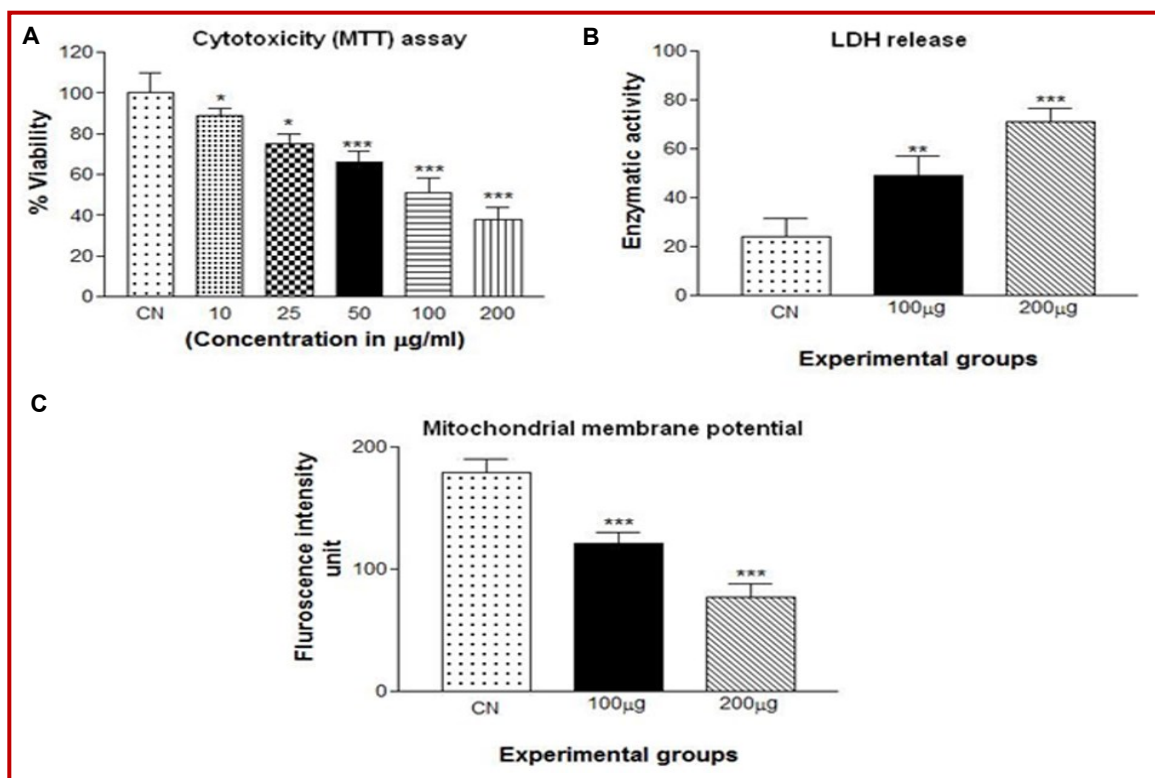 A
Cytotoxicity (MTT) assay
% Viability
120
100
80
60
40
20
0
*
*
***
***
***
CN 10 25 50 100 200
(Concentration in μg/ml)
B
LDH release
Enzymatic activity
80
60
40
20
0
**
***
CN 100μg 200μg
Experimental groups
C
Mitochondrial membrane potential
Fluroscence intensity
unit
200
100
0
***
***
CN 100μg 200μg
Experimental groups